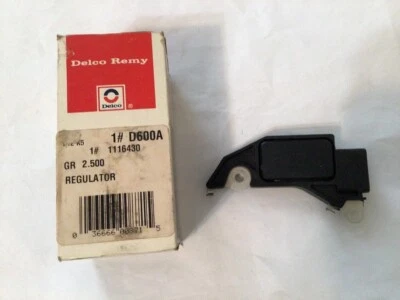 Delco Remy
Delco
1# D600A
1# 1116430
GR 2.500
REGULATOR